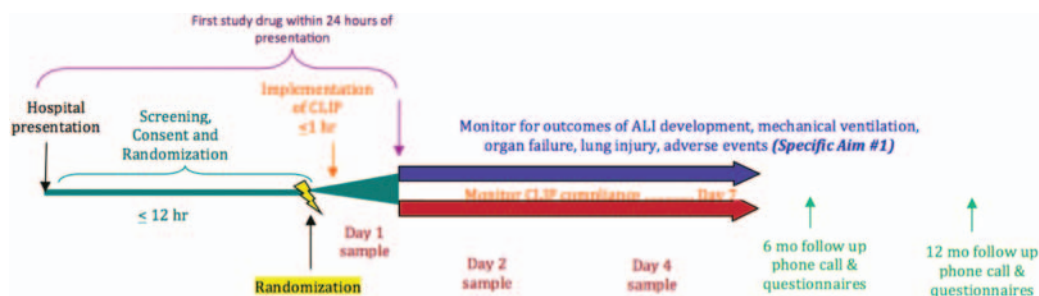 First study drug within 24 hours of
presentation
Hospital
presentation
Screening,
Consent and
Randomization
Implementation
of CLIP
≤1 hr
Monitor for outcomes of ALI development, mechanical ventilation,
organ failure, lung injury, adverse events (Specific Aim #1)
Monitor CLIP compliance ............ Day 7
≤ 12 hr
Day 1
sample
Day 2
sample
Day 4
sample
Randomization
6 mo follow up
phone call &
questionnaires
12 mo follow up
phone call &
questionnaires